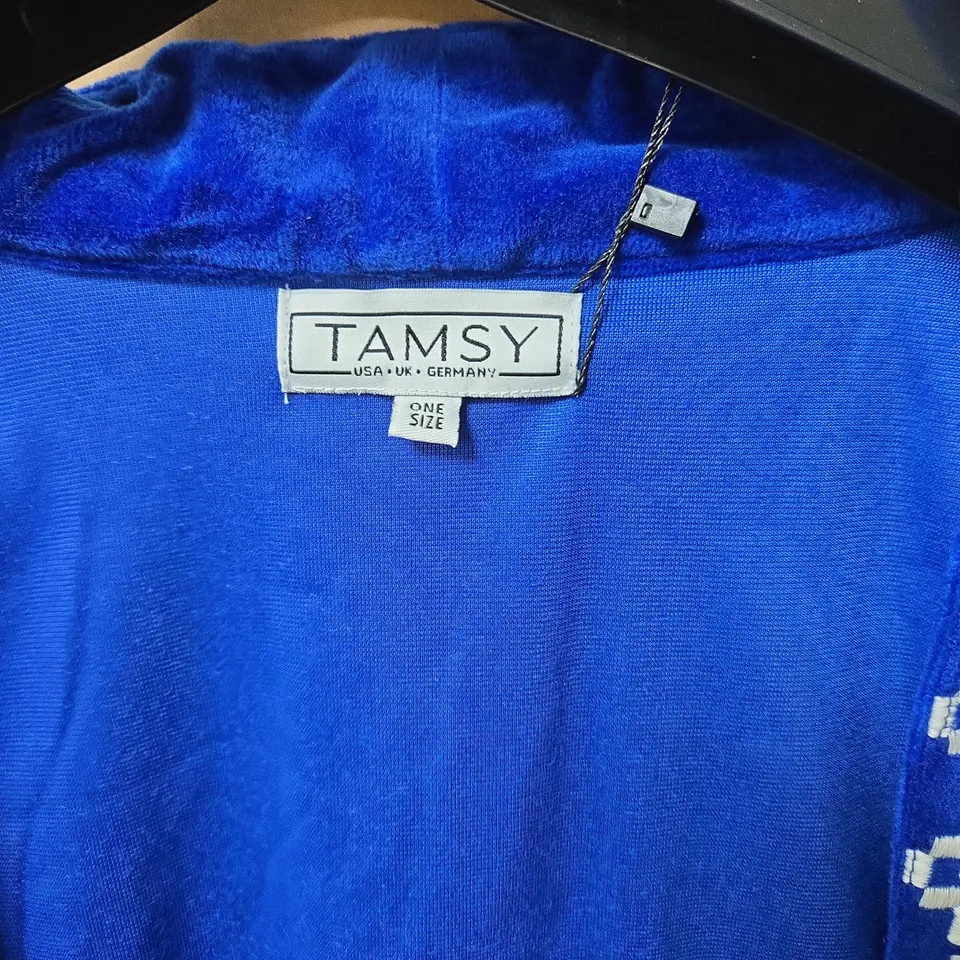 TAMSY
USA • UK • GERMANY
ONE
SIZE